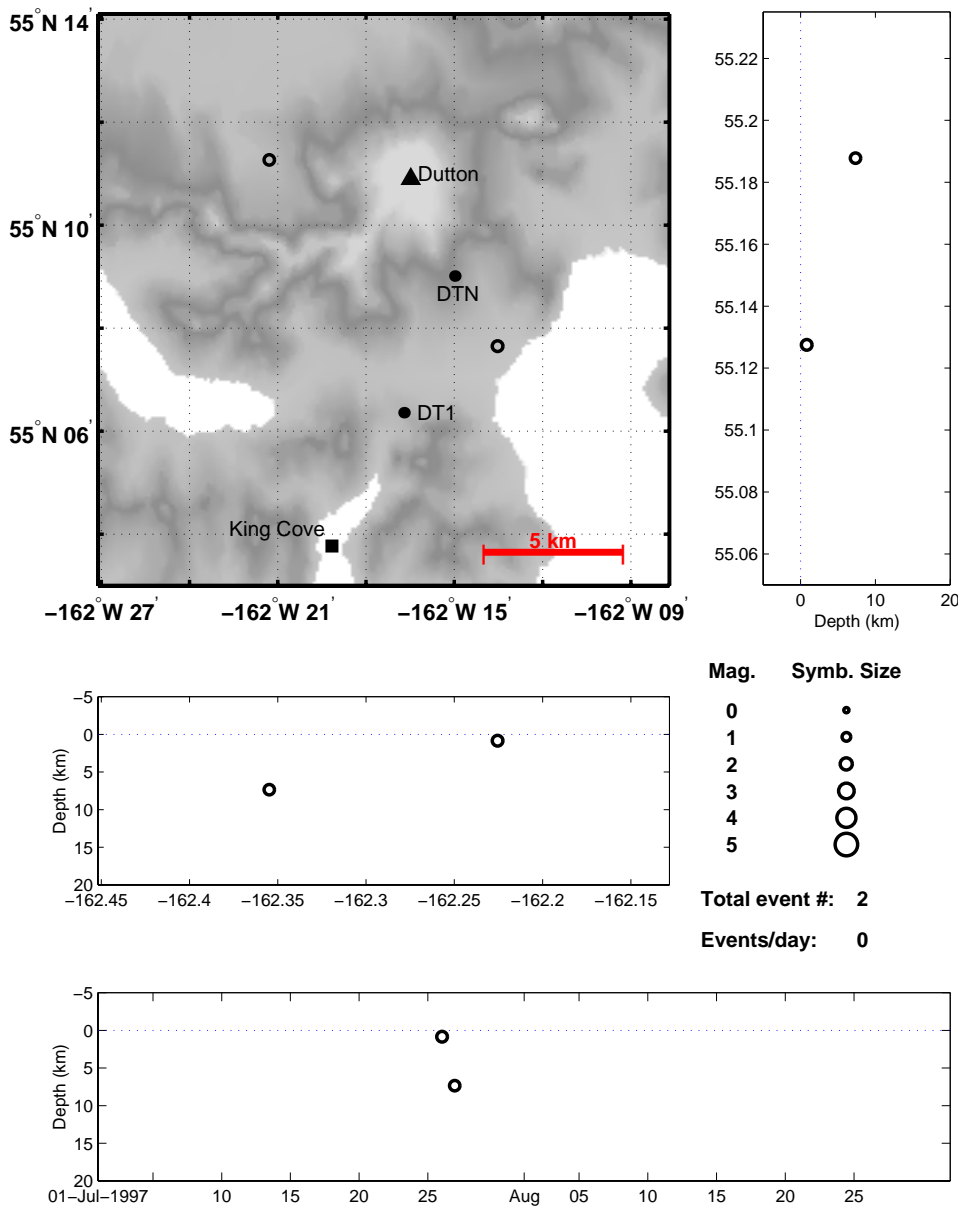 55°N 14'
55°N 10'
55°N 06'
Dutton
DTN
DT1
King Cove
5 km
−162°W 27'
−162°W 21'
−162°W 15'
−162°W 09'
55.22
55.2
55.18
55.16
55.14
55.12
55.1
55.08
55.06
0
10
20
Depth (km)
−5
0
5
10
15
20
Depth (km)
−162.45
−162.4
−162.35
−162.3
−162.25
−162.2
−162.15
Mag. Symb. Size
0
1
2
3
4
5
Total event #: 2
Events/day: 0
−5
0
5
10
15
20
Depth (km)
01−Jul−1997
10
15
20
25
Aug
05
10
15
20
25